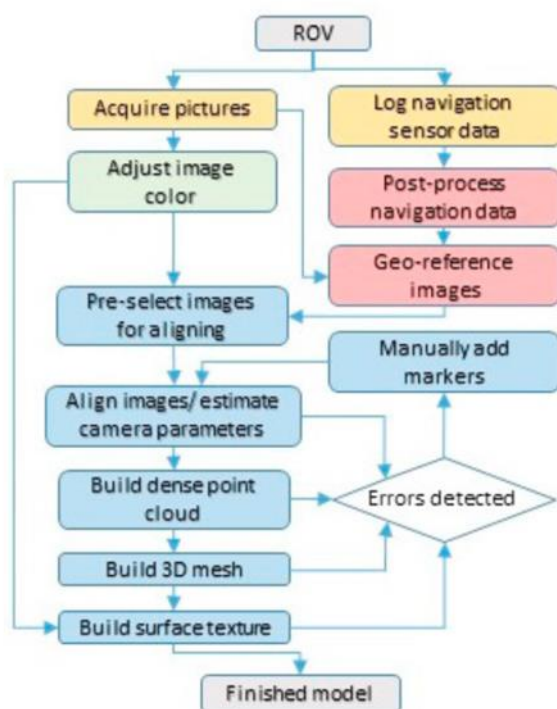 ROV
Acquire pictures
Log navigation
sensor data
Adjust image
color
Post-process
navigation data
Geo-reference
images
Pre-select images
for aligning
Manually add
markers
Align images/ estimate
camera parameters
Build dense point
cloud
Errors detected
Build 3D mesh
Build surface texture
Finished model